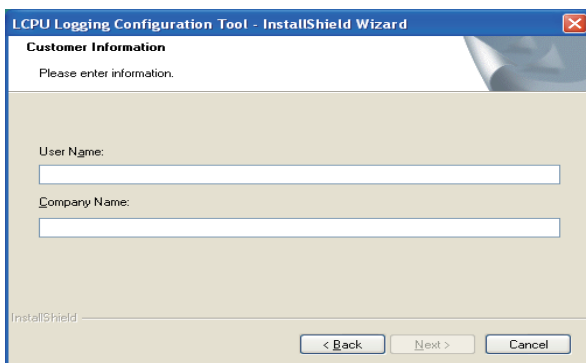 LCPU Logging Configuration Tool - InstallShield Wizard
Customer Information
Please enter information.
User Name:
Company Name:
InstallShield
< Back Next > Cancel